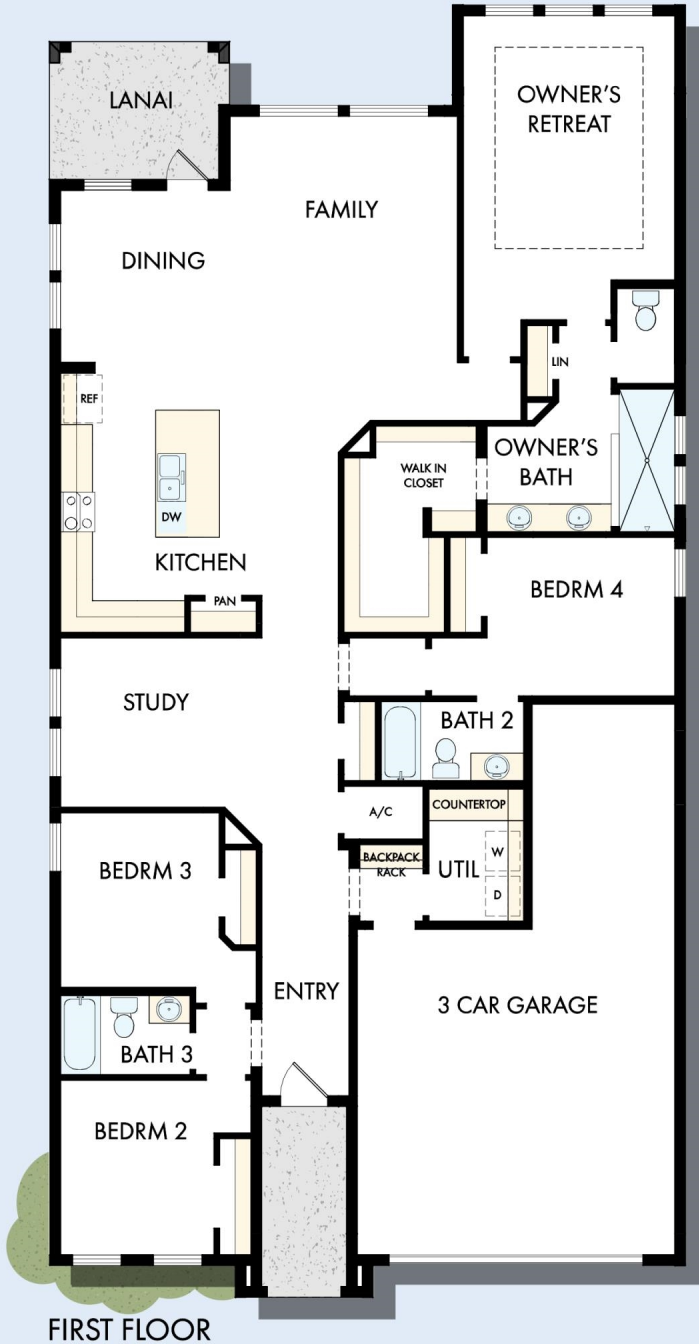 LANAI
OWNER'S
RETREAT
FAMILY
DINING
LIN
REF
OWNER'S
BATH
WALK IN
CLOSET
DW
KITCHEN
PAN
BEDRM 4
STUDY
BATH 2
A/C
COUNTERTOP
BACKPACK
RACK
UTIL
W
D
BEDRM 3
ENTRY
3 CAR GARAGE
BATH 3
BEDRM 2
FIRST FLOOR